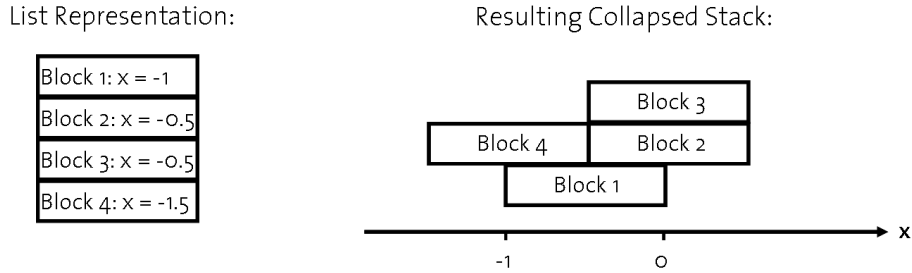 List Representation:
Block 1: x = -1
Block 2: x = -0.5
Block 3: x = -0.5
Block 4: x = -1.5
Resulting Collapsed Stack:
Block 3
Block 4
Block 2
Block 1
x
-1
0